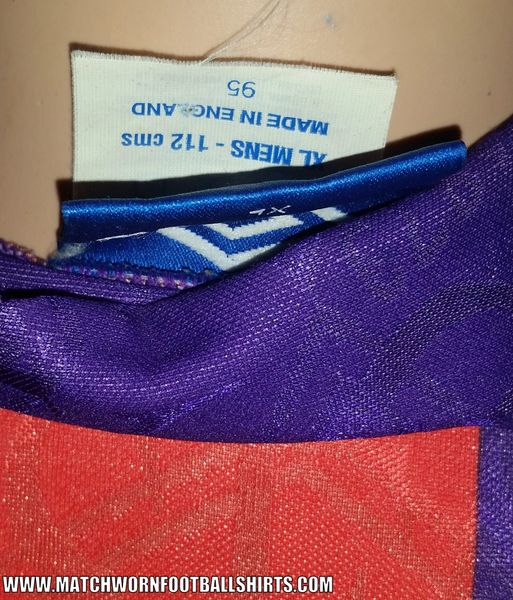 XL MENS - 112 cms
MADE IN ENGLAND
95
XL
WWW.MATCHWORNFOOTBALLSHIRTS.COM